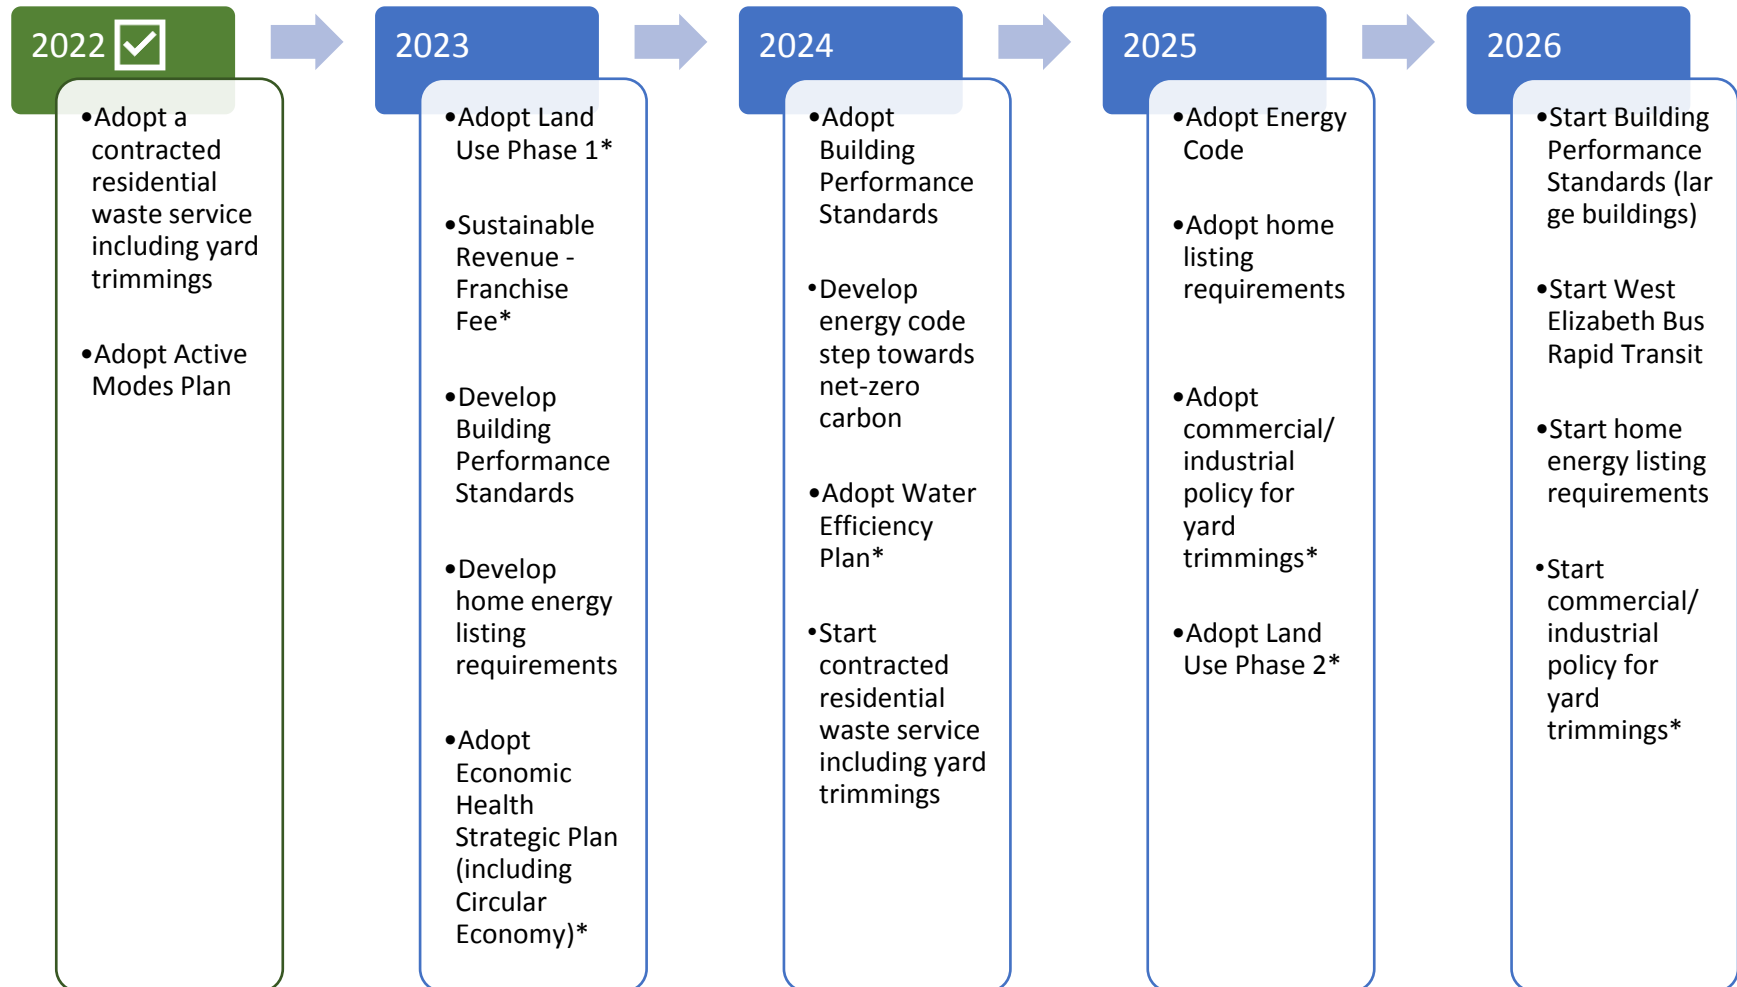 2022
•Adopt a
contracted
residential
waste service
including yard
trimmings
•Adopt Active
Modes Plan
2023
•Adopt Land
Use Phase 1*
•Sustainable
Revenue -
Franchise
Fee*
•Develop
Building
Performance
Standards
•Develop
home energy
listing
requirements
•Adopt
Economic
Health
Strategic Plan
(including
Circular
Economy)*
2024
•Adopt
Building
Performance
Standards
•Develop
energy code
step towards
net-zero
carbon
•Adopt Water
Efficiency
Plan*
•Start
contracted
residential
waste service
including yard
trimmings
2025
•Adopt Energy
Code
•Adopt home
listing
requirements
•Adopt
commercial/
industrial
policy for
yard
trimmings*
•Adopt Land
Use Phase 2*
2026
•Start Building
Performance
Standards (lar
ge buildings)
•Start West
Elizabeth Bus
Rapid Transit
•Start home
energy listing
requirements
•Start
commercial/
industrial
policy for
yard
trimmings*